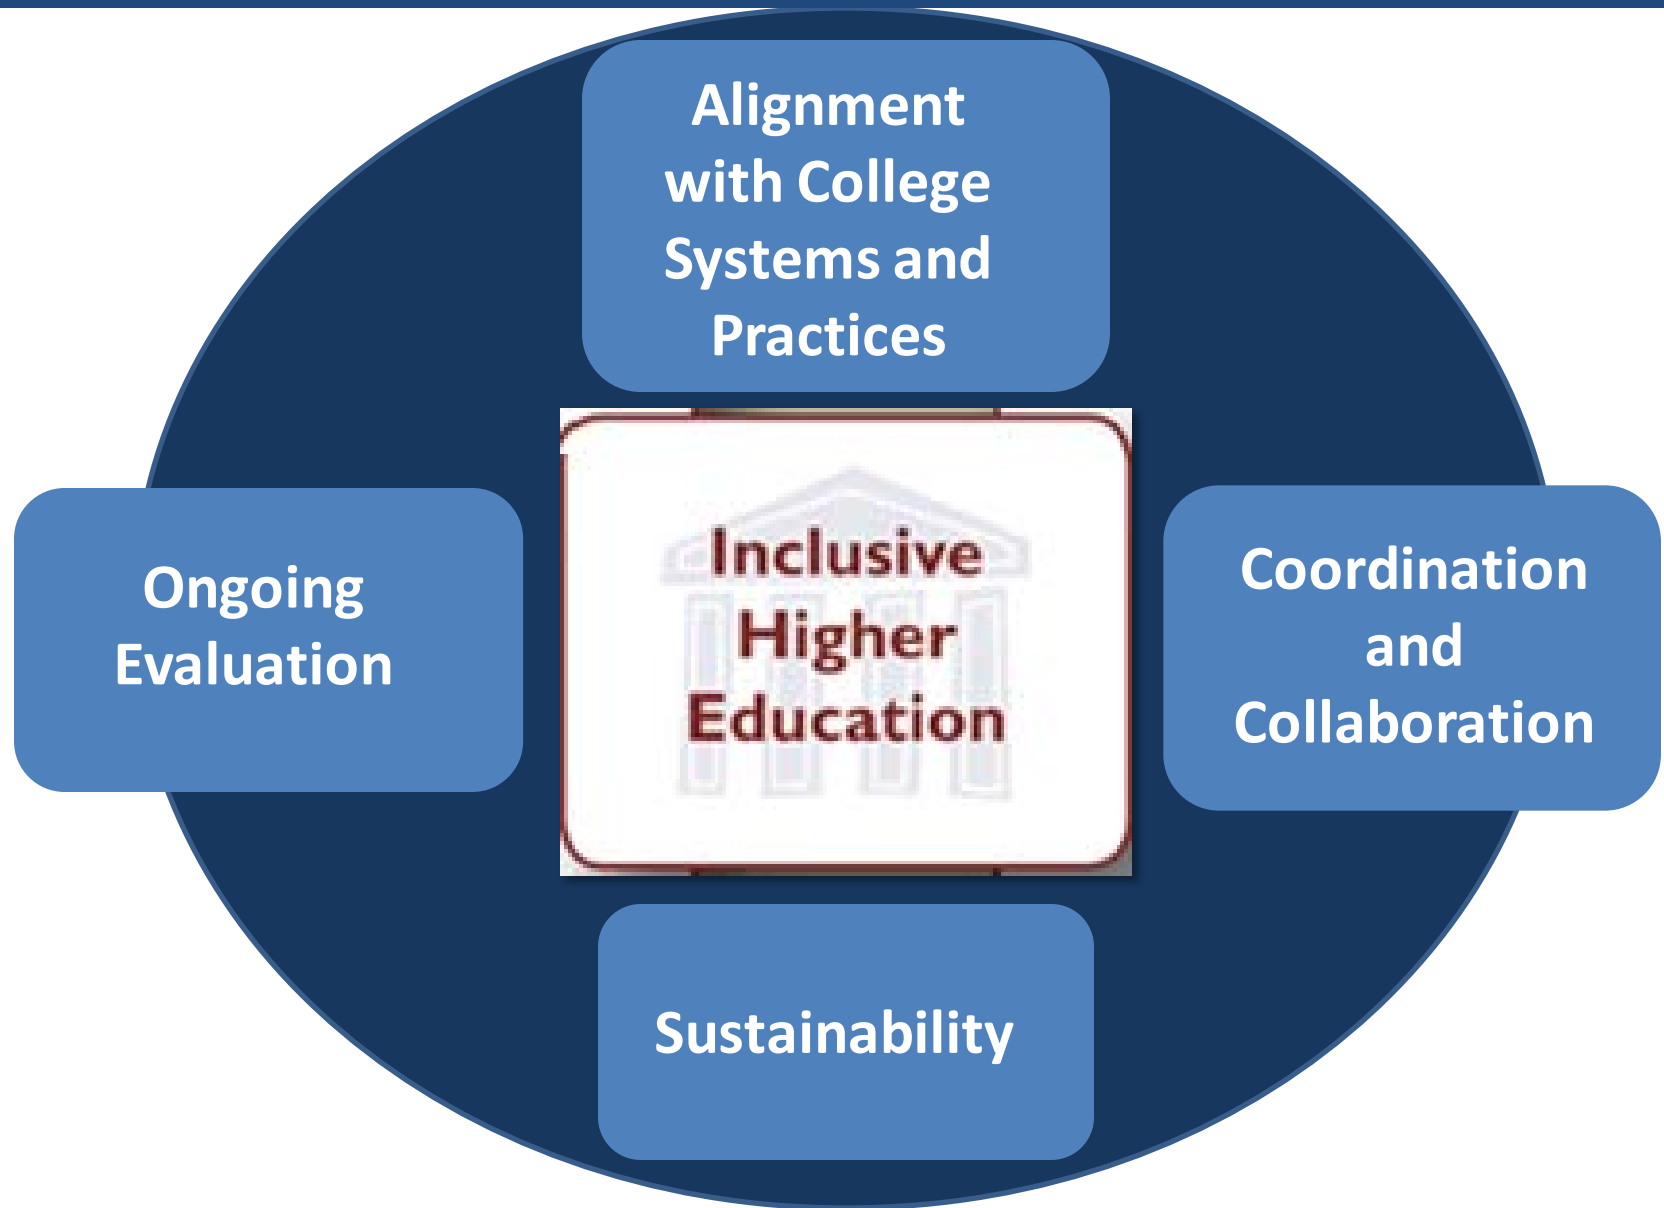 Alignment
with College
Systems and
Practices
Ongoing
Evaluation
Inclusive
Higher
Education
Coordination
and
Collaboration
Sustainability